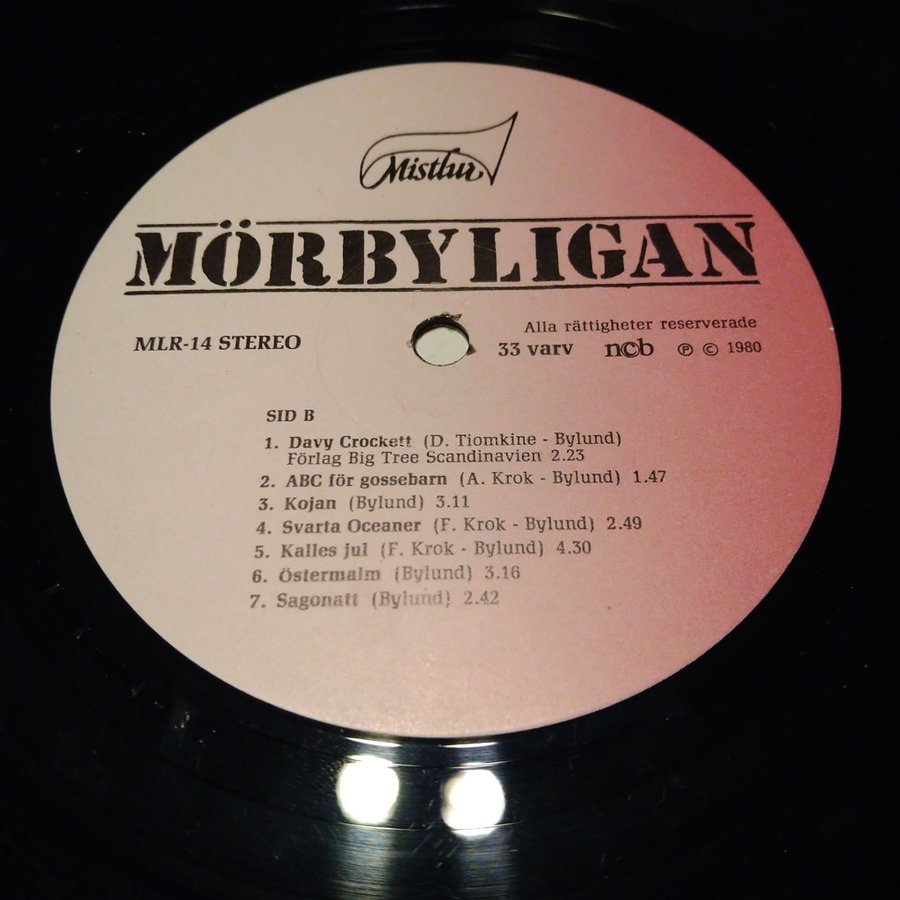 Mistlur
MÖRBYLIGAN
MLR-14 STEREO
Alla rättigheter reserverade
33 varv ncb Ⓟ © 1980
SID B
1. Davy Crockett (D. Tiomkine - Bylund)
Förlag Big Tree Scandinavien 2.23
2. ABC för gossebarn (A. Krok - Bylund) 1.47
3. Kojan (Bylund) 3.11
4. Svarta Oceaner (F. Krok - Bylund) 2.49
5. Kalles jul (F. Krok - Bylund) 4.30
6. Östermalm (Bylund) 3.16
7. Sagonatt (Bylund) 2.42